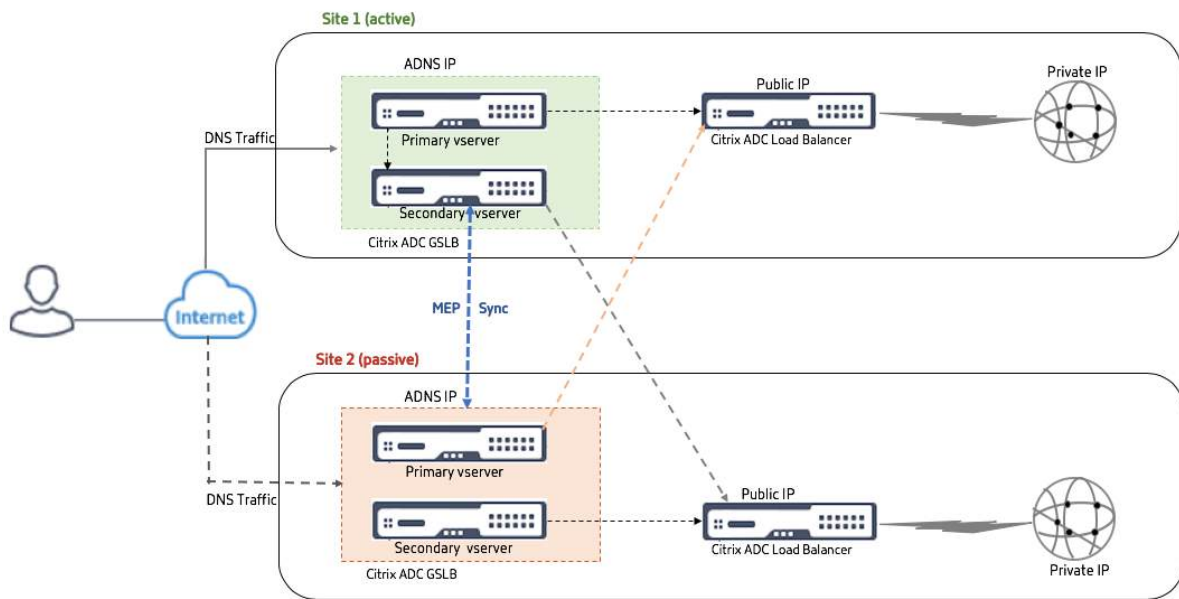 Site 1 (active)
ADNS IP
Primary vserver
Secondary vserver
Citrix ADC GSLB
Public IP
Citrix ADC Load Balancer
Private IP
DNS Traffic
Internet
MEP Sync
Site 2 (passive)
ADNS IP
Primary vserver
DNS Traffic
Secondary vserver
Citrix ADC GSLB
Public IP
Citrix ADC Load Balancer
Private IP